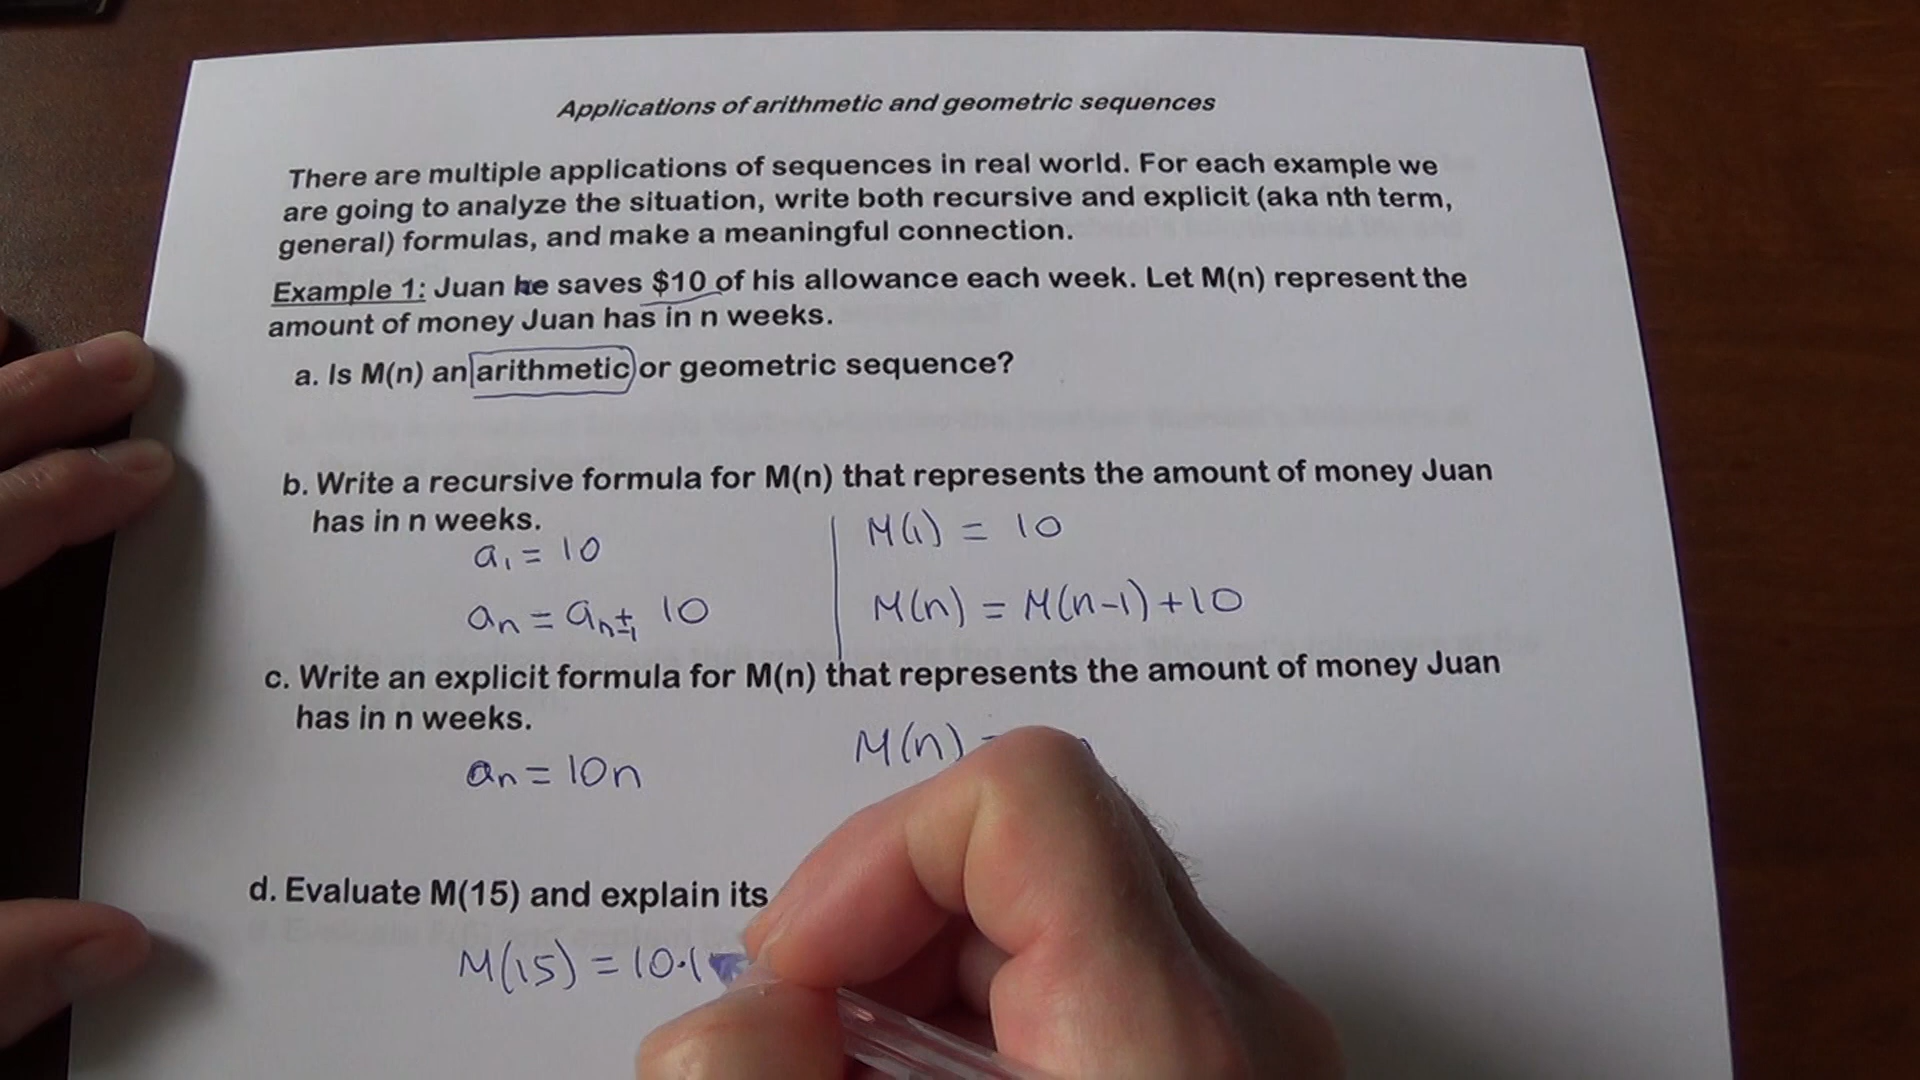 Applications of arithmetic and geometric sequences
There are multiple applications of sequences in real world. For each example we
are going to analyze the situation, write both recursive and explicit (aka nth term,
general) formulas, and make a meaningful connection.
Example 1: Juan he saves $10 of his allowance each week. Let M(n) represent the
amount of money Juan has in n weeks.
a. Is M(n) an arithmetic or geometric sequence?
b. Write a recursive formula for M(n) that represents the amount of money Juan
has in n weeks.
a₁ = 10
aₙ = aₙ₋₁ + 10
M(1) = 10
M(n) = M(n-1) + 10
c. Write an explicit formula for M(n) that represents the amount of money Juan
has in n weeks.
aₙ = 10n
M(n)
d. Evaluate M(15) and explain its
M(15) = 10·1